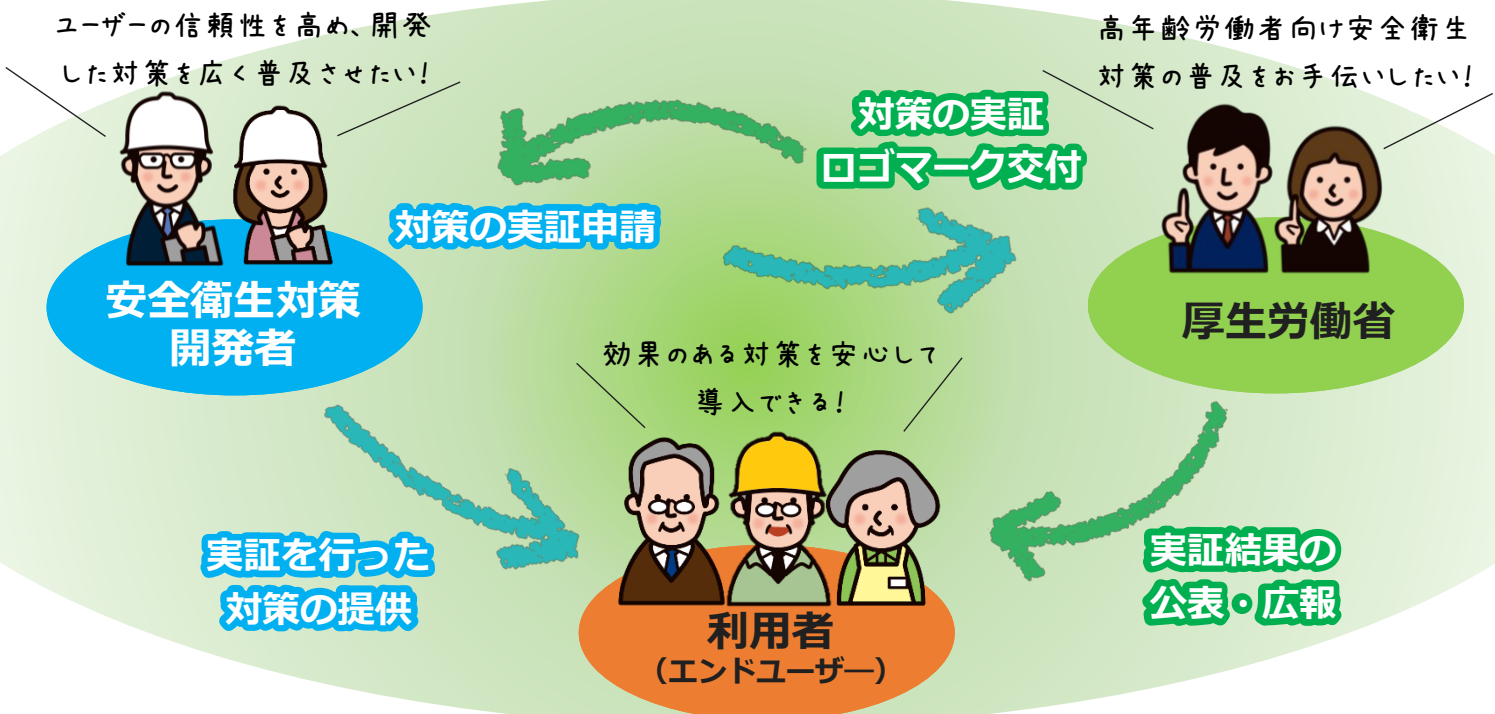 ユーザーの信頼性を高め、開発
した対策を広く普及させたい!
高年齢労働者向け安全衛生
対策の普及をお手伝いしたい!
対策の実証
ロゴマーク交付
対策の実証申請
安全衛生対策
開発者
厚生労働省
効果のある対策を安心して
導入できる!
実証を行った
対策の提供
実証結果の
公表・広報
利用者
(エンドユーザ―)